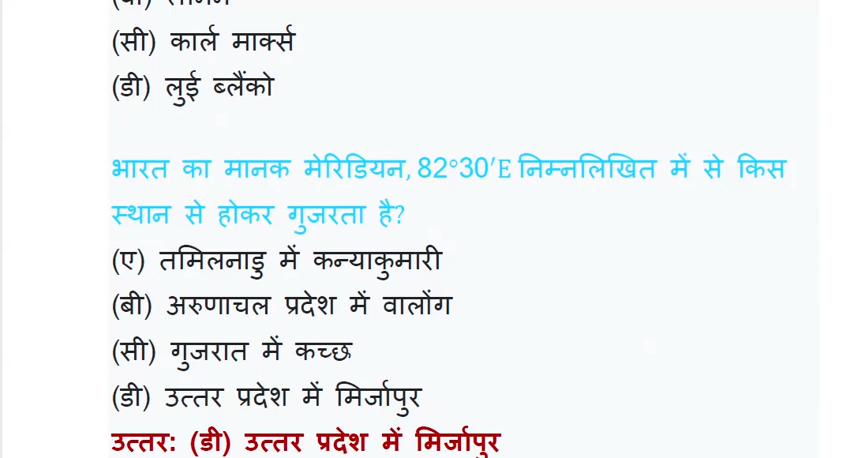 (सी) कार्ल मार्क्स
(डी) लुई ब्लैंको
भारत का मानक मेरिडियन, 82°30′E निम्नलिखित में से किस
स्थान से होकर गुजरता है?
(ए) तमिलनाडु में कन्याकुमारी
(बी) अरुणाचल प्रदेश में वालोंग
(सी) गुजरात में कच्छ
(डी) उत्तर प्रदेश में मिर्जापुर
उत्तर: (डी) उत्तर प्रदेश में मिर्जापुर